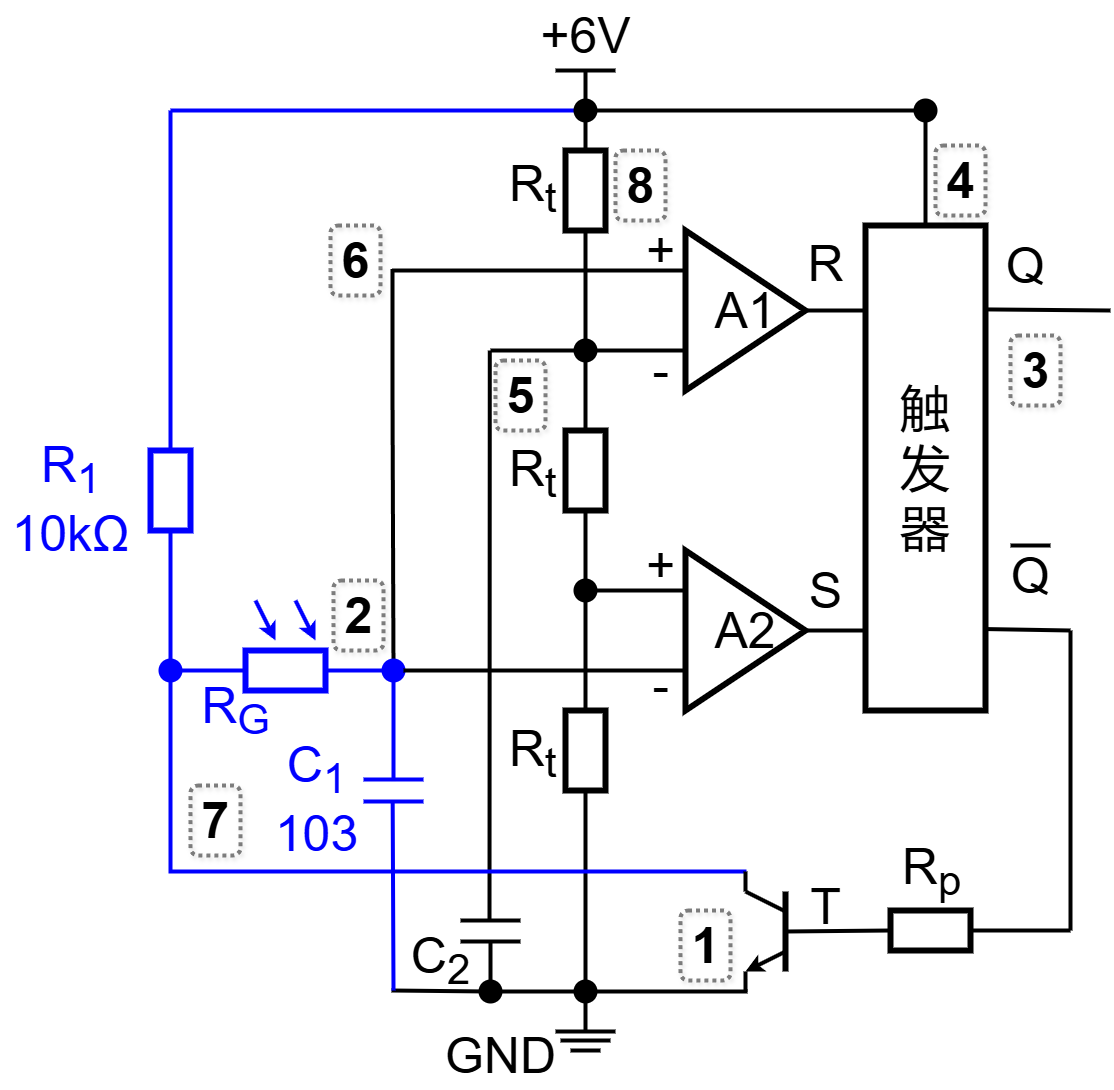 +6V
Rt
8
4
6
+
A1
R
Q
-
5
3
R1
10kΩ
Rt
触
发
器
+
A2
S
Q
2
-
RG
Rt
C1
103
7
1
T
Rp
C2
GND